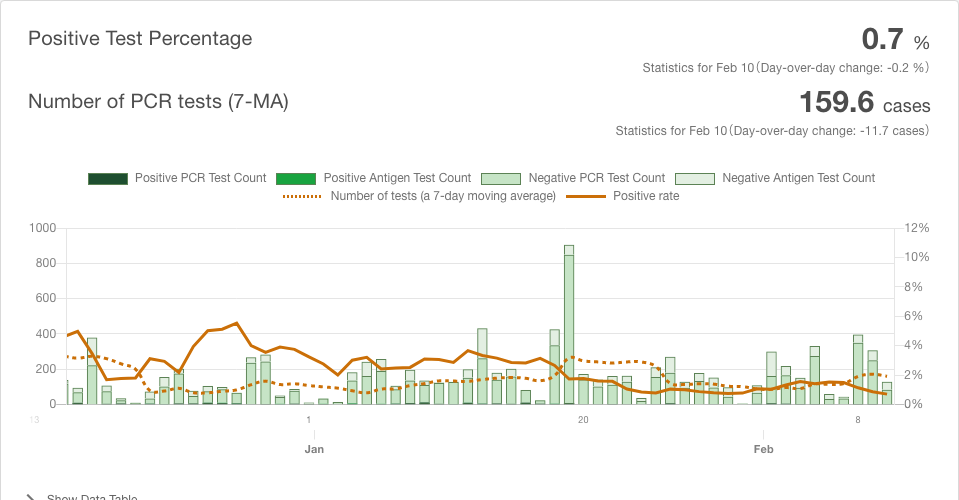 Positive Test Percentage
0.7 %
Statistics for Feb 10（Day-over-day change: -0.2 %）
Number of PCR tests (7-MA)
159.6 cases
Statistics for Feb 10（Day-over-day change: -11.7 cases）
Positive PCR Test Count Positive Antigen Test Count Negative PCR Test Count Negative Antigen Test Count
Number of tests (a 7-day moving average) Positive rate
1000 12%
10%
800
8%
600
6%
400
4%
200
2%
0 0%
13 1 20 8
Jan Feb
Show Data Table